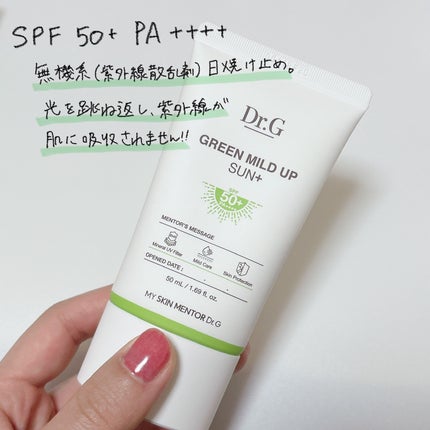 SPF 50+ PA ++++
無機系(紫外線散乱剤)日焼け止め。
光を跳ね返し、紫外線が
肌に吸収されません!!
Dr.G
GREEN MILD UP
SUN+
SPF
50+
MENTOR'S MESSAGE
Mineral UV Filter
Mild Care
Skin Protection
OPENED DATE : . .
50 mL / 1.69 fl. oz.
MY SKIN MENTOR Dr.G